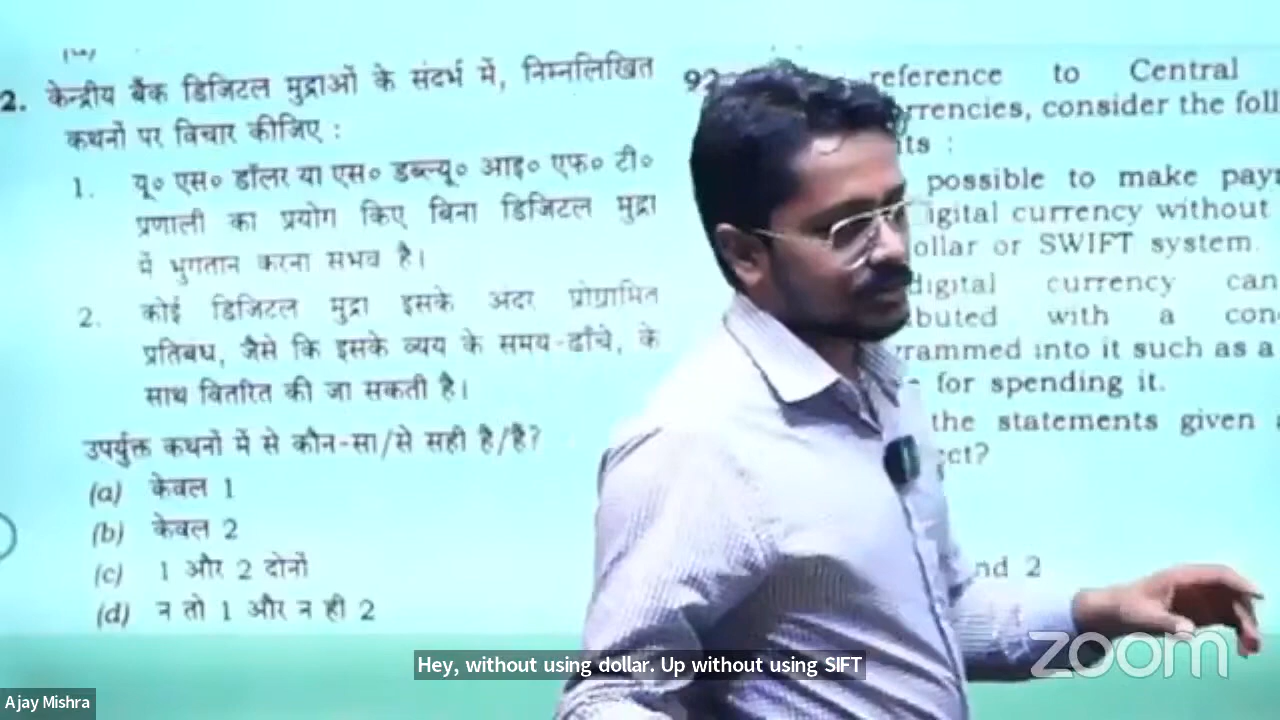 2. केन्द्रीय बैंक डिजिटल मुद्राओं के संदर्भ में, निम्नलिखित
कथनों पर विचार कीजिए :
1. यू० एस० डॉलर या एस० डब्ल्यू० आइ० एफ० टी०
प्रणाली का प्रयोग किए बिना डिजिटल मुद्रा
में भुगतान करना संभव है।
2. कोई डिजिटल मुद्रा इसके अंदर प्रोग्रामित
प्रतिबंध, जैसे कि इसके व्यय के समय-ढाँचे, के
साथ वितरित की जा सकती है।
उपर्युक्त कथनों में से कौन-सा/से सही है/हैं?
(a) केवल 1
(b) केवल 2
(c) 1 और 2 दोनों
(d) न तो 1 और न ही 2
92 reference to Central
rrencies, consider the foll
ts :
possible to make payn
igital currency without
ollar or SWIFT system.
digital currency can
buted with a con
rammed into it such as a
for spending it.
the statements given a
ect?
nd 2
Hey, without using dollar. Up without using SIFT
zoom
Ajay Mishra